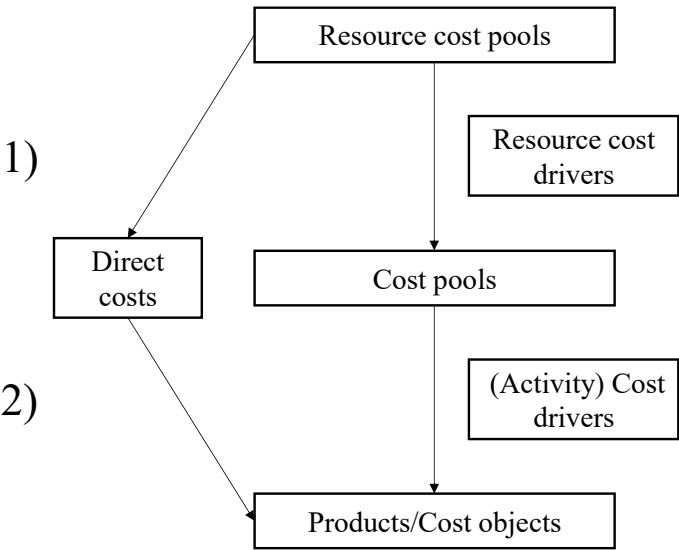 Resource cost pools
1)
Resource cost
drivers
Direct
costs
Cost pools
2)
(Activity) Cost
drivers
Products/Cost objects